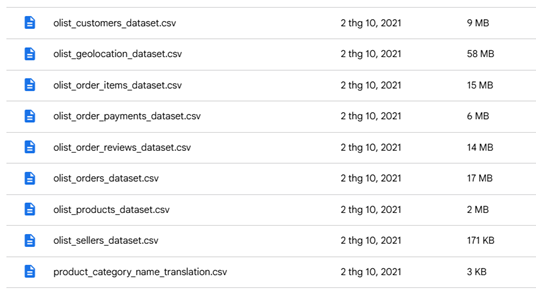 olist_customers_dataset.csv 2 thg 10, 2021 9 MB
olist_geolocation_dataset.csv 2 thg 10, 2021 58 MB
olist_order_items_dataset.csv 2 thg 10, 2021 15 MB
olist_order_payments_dataset.csv 2 thg 10, 2021 6 MB
olist_order_reviews_dataset.csv 2 thg 10, 2021 14 MB
olist_orders_dataset.csv 2 thg 10, 2021 17 MB
olist_products_dataset.csv 2 thg 10, 2021 2 MB
olist_sellers_dataset.csv 2 thg 10, 2021 171 KB
product_category_name_translation.csv 2 thg 10, 2021 3 KB